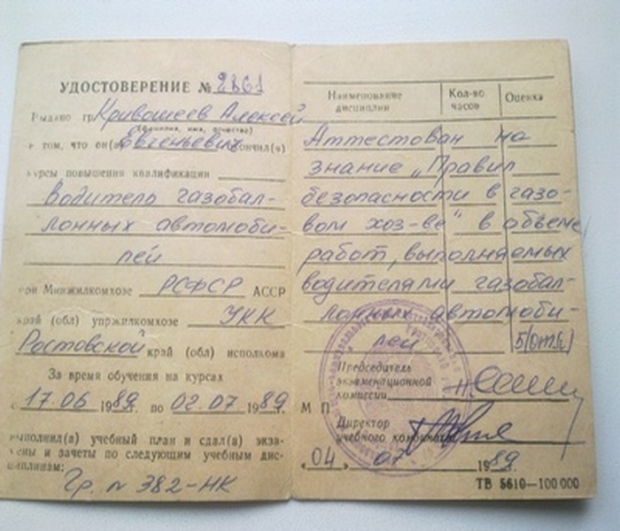 УДОСТОВЕРЕНИЕ № 2861
Выдано гр. Кривошеев Алексей
(фамилия, имя, отчество)
в том, что он(а) Евгеньевич окончил(а)
курсы повышения квалификации
водитель газобал-
лонных автомоби-
лей
при Минжилкомхозе РСФСР АССР
край (обл) упржилкомхозе УКК
Ростовской край (обл) исполкома
За время обучения на курсах
с 17.06 1989 по 02.07 1989
выполнил(а) учебный план и сдал(а) экза-
мены и зачеты по следующим учебным дис-
циплинам:
Гр. № 382-НК
Наименование дисциплин
Кол-во часов
Оценка
Аттестован на
знание „Правил
безопасности в газо-
вом хоз-ве" в объеме
работ, выполняемых
водителями газобал-
лонных автомоби-
лей 5(отл)
Председатель
экзаменационной
комиссии
М П
Директор
учебного комбината
«04» 07 1989
ТВ 5610—100 000